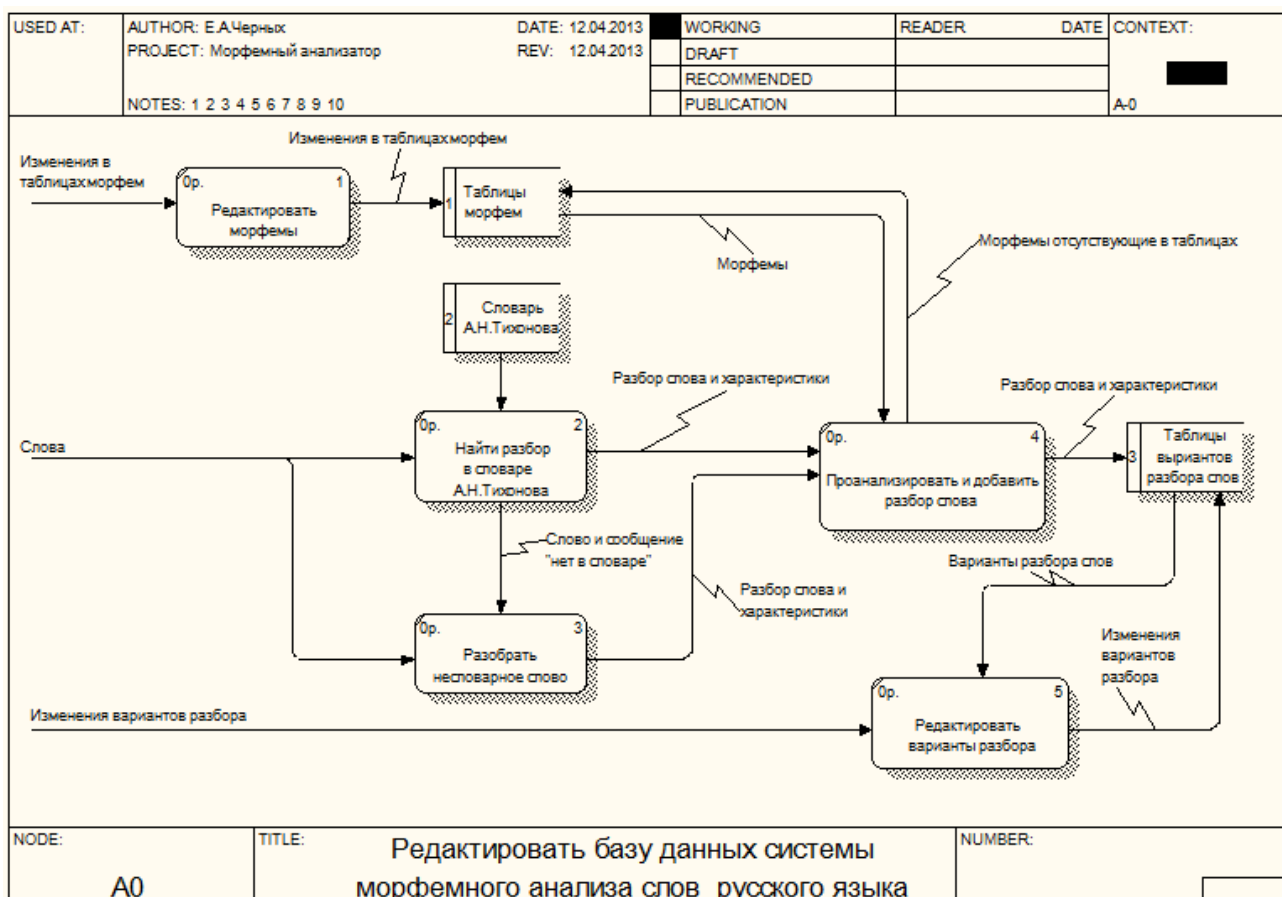 USED AT:
AUTHOR: Е.А.Черных
DATE: 12.04.2013
PROJECT: Морфемный анализатор
REV: 12.04.2013
NOTES: 1 2 3 4 5 6 7 8 9 10
WORKING
DRAFT
RECOMMENDED
PUBLICATION
READER
DATE
CONTEXT:
A-0
Изменения в
таблицах морфем
0р.
1
Редактировать
морфемы
Изменения в таблицах морфем
1
Таблицы
морфем
Морфемы
Морфемы отсутствующие в таблицах
2
Словарь
А.Н.Тихонова
Слова
0р.
2
Найти разбор
в словаре
А.Н.Тихонова
Разбор слова и характеристики
0р.
4
Проанализировать и добавить
разбор слова
Разбор слова и характеристики
3
Таблицы
выриантов
разбора слов
Слово и сообщение
"нет в словаре"
0р.
3
Разобрать
несловарное слово
Разбор слова и
характеристики
Варианты разбора слов
Изменения
вариантов
разбора
Изменения вариантов разбора
0р.
5
Редактировать
варианты разбора
NODE:
A0
TITLE:
Редактировать базу данных системы
морфемного анализа слов русского языка
NUMBER: